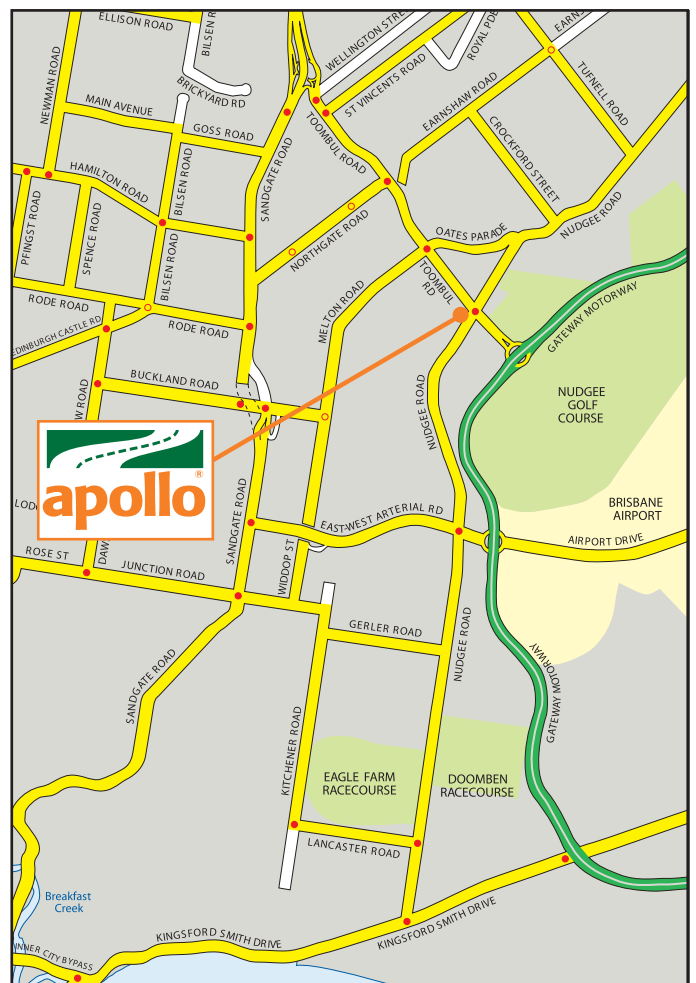 ELLISON ROAD
BILSEN R
WELLINGTON STRE
ROYAL PDE
EARNS
NEWMAN ROAD
BRICKYARD RD
ST VINCENTS ROAD
TUFNELL ROAD
MAIN AVENUE
GOSS ROAD
TOOMBUL ROAD
EARNSHAW ROAD
CROCKFORD STREET
HAMILTON ROAD
BILSEN ROAD
SANDGATE ROAD
PFINGST ROAD
SPENCE ROAD
BILSEN ROAD
NORTHGATE ROAD
OATES PARADE
NUDGEE ROAD
TOOMBUL
RD
RODE ROAD
RODE ROAD
MELTON ROAD
GATEWAY MOTORWAY
EDINBURGH CASTLE RD
BUCKLAND ROAD
W ROAD
NUDGEE ROAD
NUDGEE
GOLF
COURSE
apollo®
LODG
BRISBANE
AIRPORT
SANDGATE ROAD
EAST-WEST ARTERIAL RD
AIRPORT DRIVE
ROSE ST
DAW
JUNCTION ROAD
WIDDOP ST
GERLER ROAD
NUDGEE ROAD
SANDGATE ROAD
GATEWAY MOTORWAY
KITCHENER ROAD
EAGLE FARM
RACECOURSE
DOOMBEN
RACECOURSE
LANCASTER ROAD
Breakfast
Creek
KINGSFORD SMITH DRIVE
KINGSFORD SMITH DRIVE
INNER CITY BYPASS